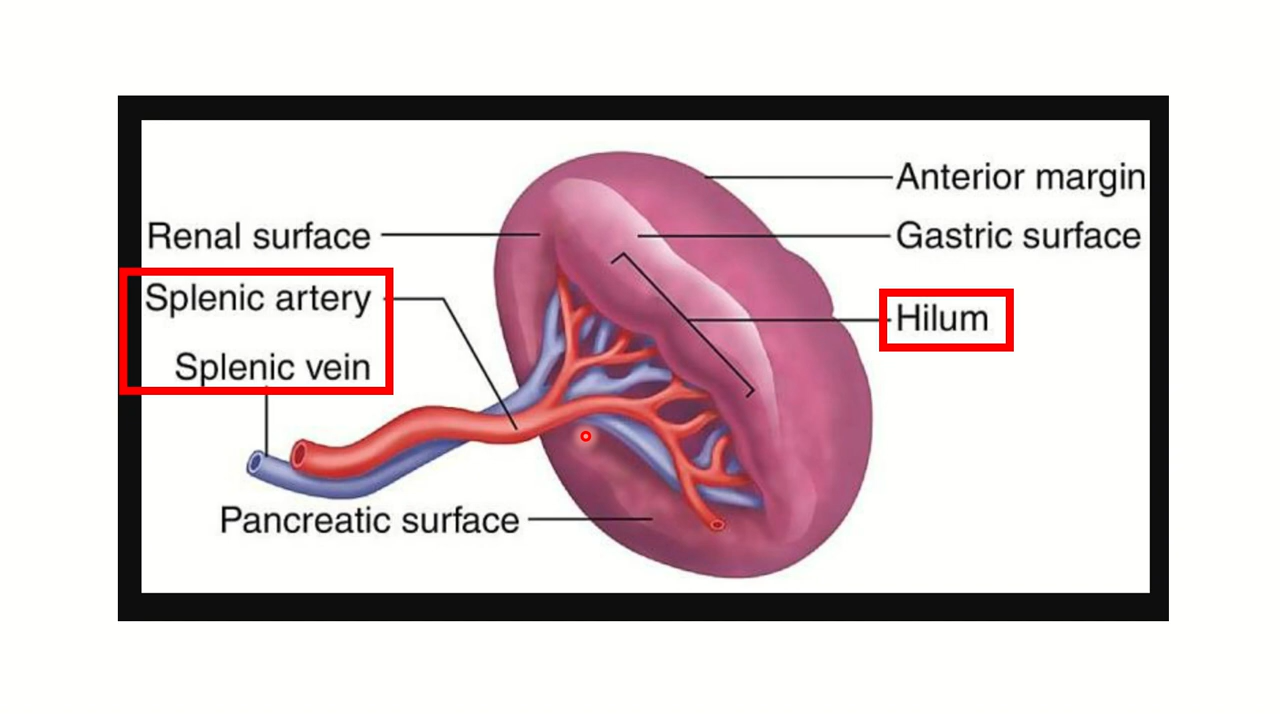 Anterior margin
Renal surface
Gastric surface
Splenic artery
Hilum
Splenic vein
Pancreatic surface